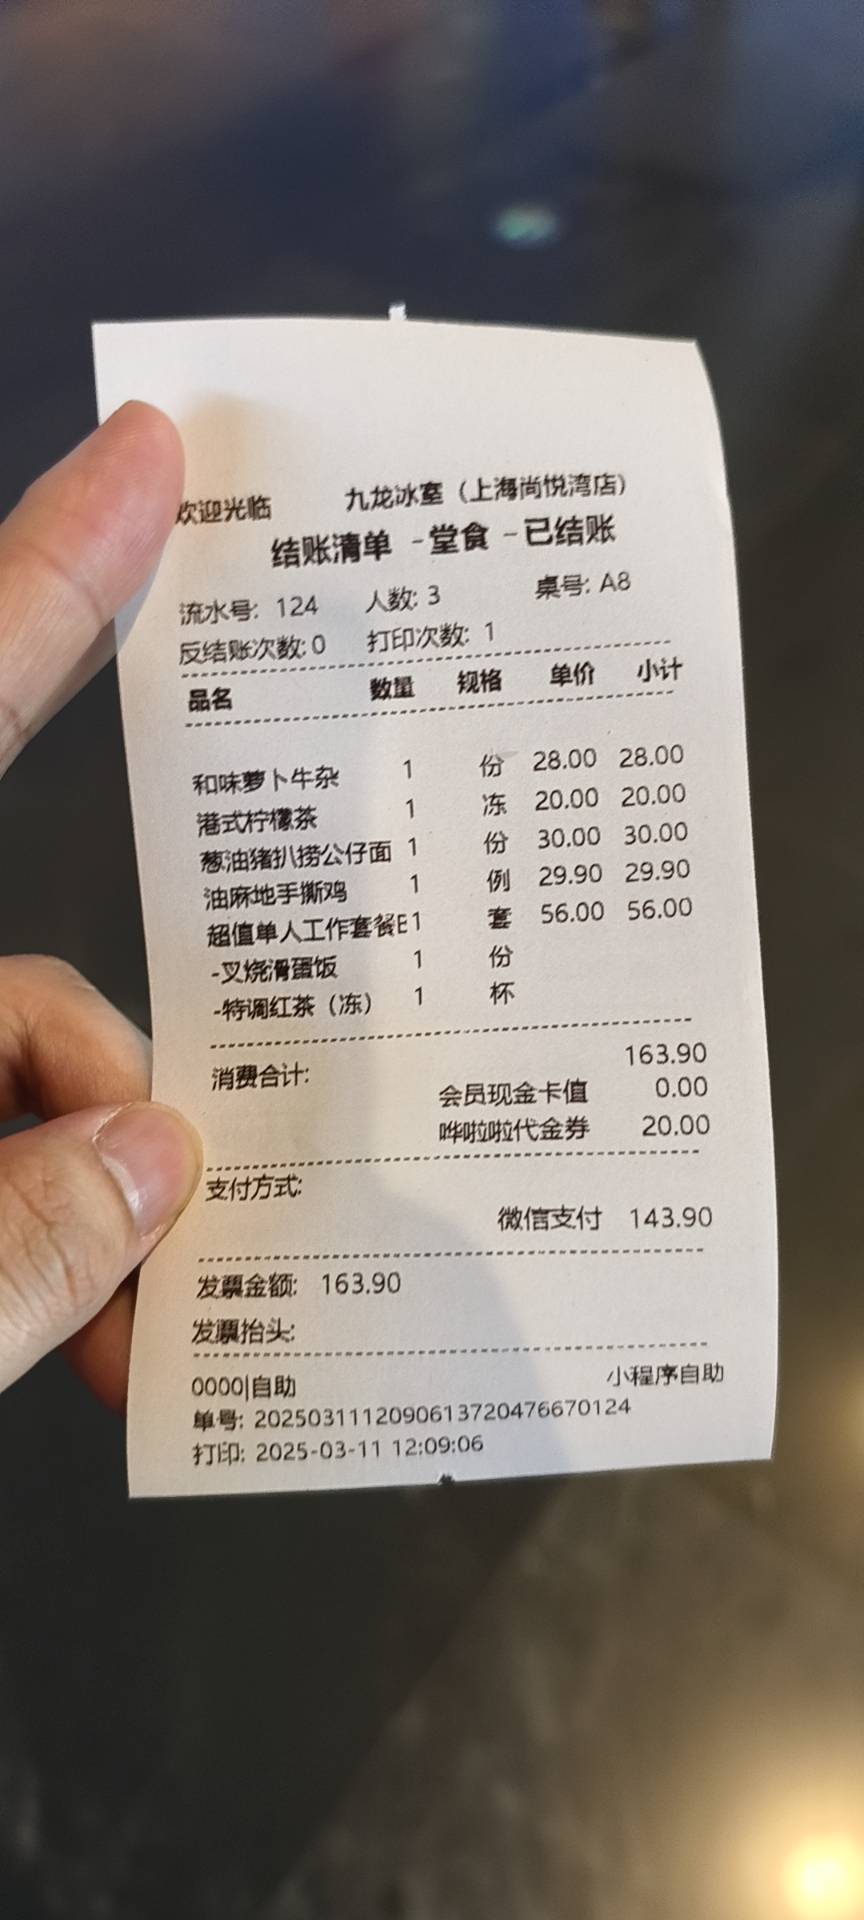 欢迎光临 九龙冰室（上海尚悦湾店）
结账清单 -堂食 -已结账
流水号: 124 人数: 3 桌号: A8
反结账次数: 0 打印次数: 1
品名 数量 规格 单价 小计
和味萝卜牛杂 1 份 28.00 28.00
港式柠檬茶 1 冻 20.00 20.00
葱油猪扒捞公仔面 1 份 30.00 30.00
油麻地手撕鸡 1 例 29.90 29.90
超值单人工作套餐E 1 套 56.00 56.00
-叉烧滑蛋饭 1 份
-特调红茶（冻） 1 杯
消费合计: 163.90
会员现金卡值 0.00
哗啦啦代金券 20.00
支付方式:
微信支付 143.90
发票金额: 163.90
发票抬头:
0000|自助 小程序自助
单号: 20250311120906137204766701​24
打印: 2025-03-11 12:09:06